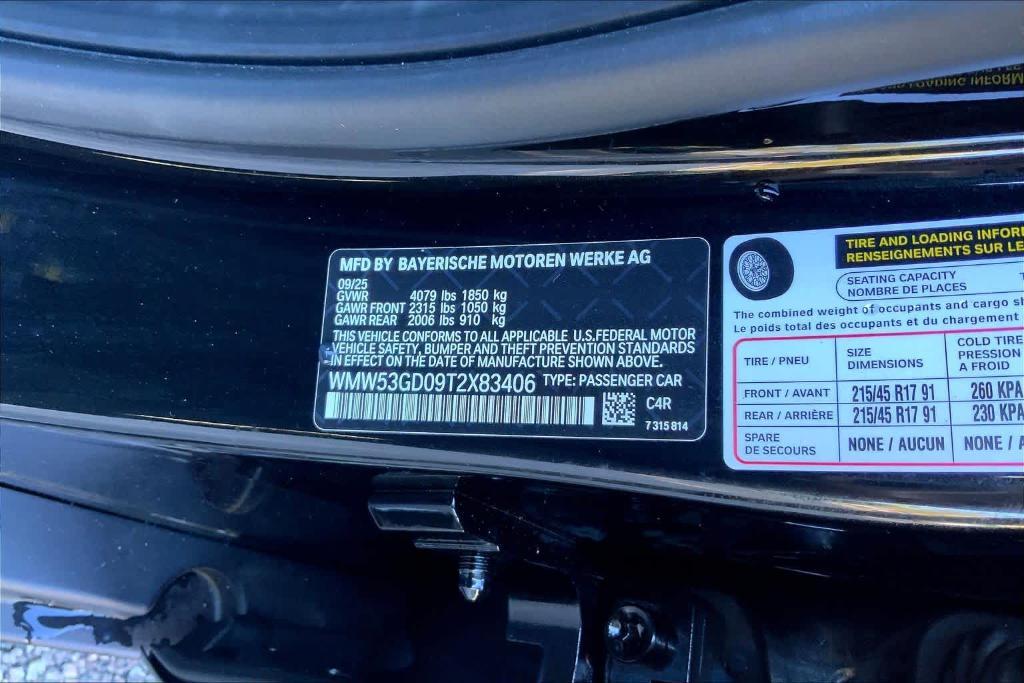 MFD BY BAYERISCHE MOTOREN WERKE AG
09/25
GVWR 4079 lbs 1850 kg
GAWR FRONT 2315 lbs 1050 kg
GAWR REAR 2006 lbs 910 kg
THIS VEHICLE CONFORMS TO ALL APPLICABLE U.S.FEDERAL MOTOR
VEHICLE SAFETY, BUMPER AND THEFT PREVENTION STANDARDS
IN EFFECT ON THE DATE OF MANUFACTURE SHOWN ABOVE.
WMW53GD09T2X83406 TYPE: PASSENGER CAR
C4R
7 315 814
TIRE AND LOADING INFOR
RENSEIGNEMENTS SUR LE
SEATING CAPACITY
NOMBRE DE PLACES
The combined weight of occupants and cargo sh
Le poids total des occupants et du chargement
TIRE / PNEU SIZE DIMENSIONS COLD TIRE PRESSION A FROID
FRONT / AVANT 215/45 R17 91 260 KPA
REAR / ARRIÈRE 215/45 R17 91 230 KPA
SPARE DE SECOURS NONE / AUCUN NONE / A